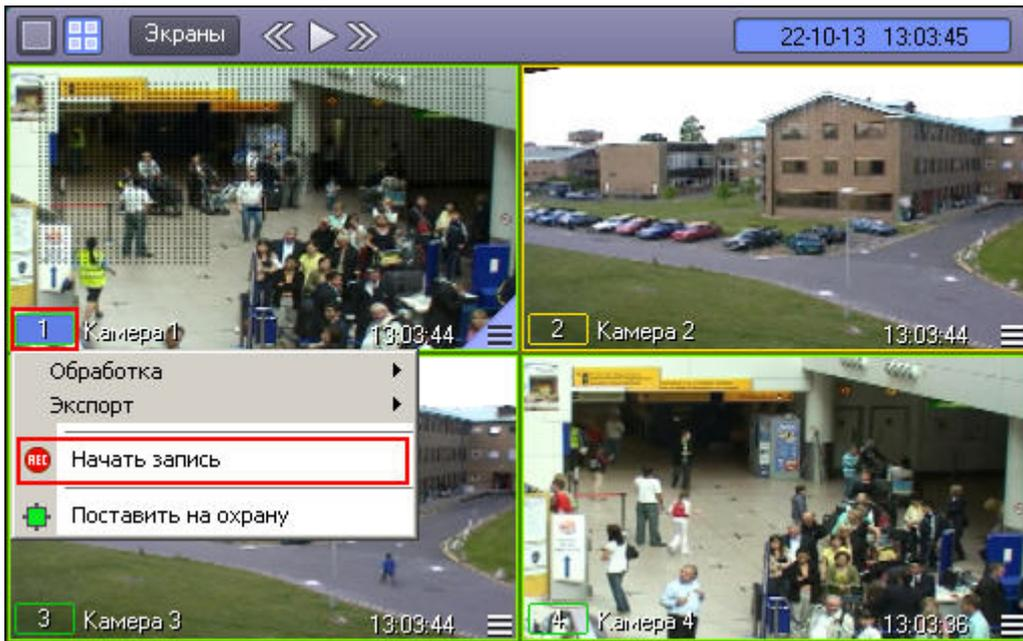 Экраны
22-10-13 13:03:45
1 Камера 1 13:03:44
2 Камера 2 13:03:44
Обработка
Экспорт
REC Начать запись
Поставить на охрану
3 Камера 3 13:03:44
4 Камера 4 13:03:36